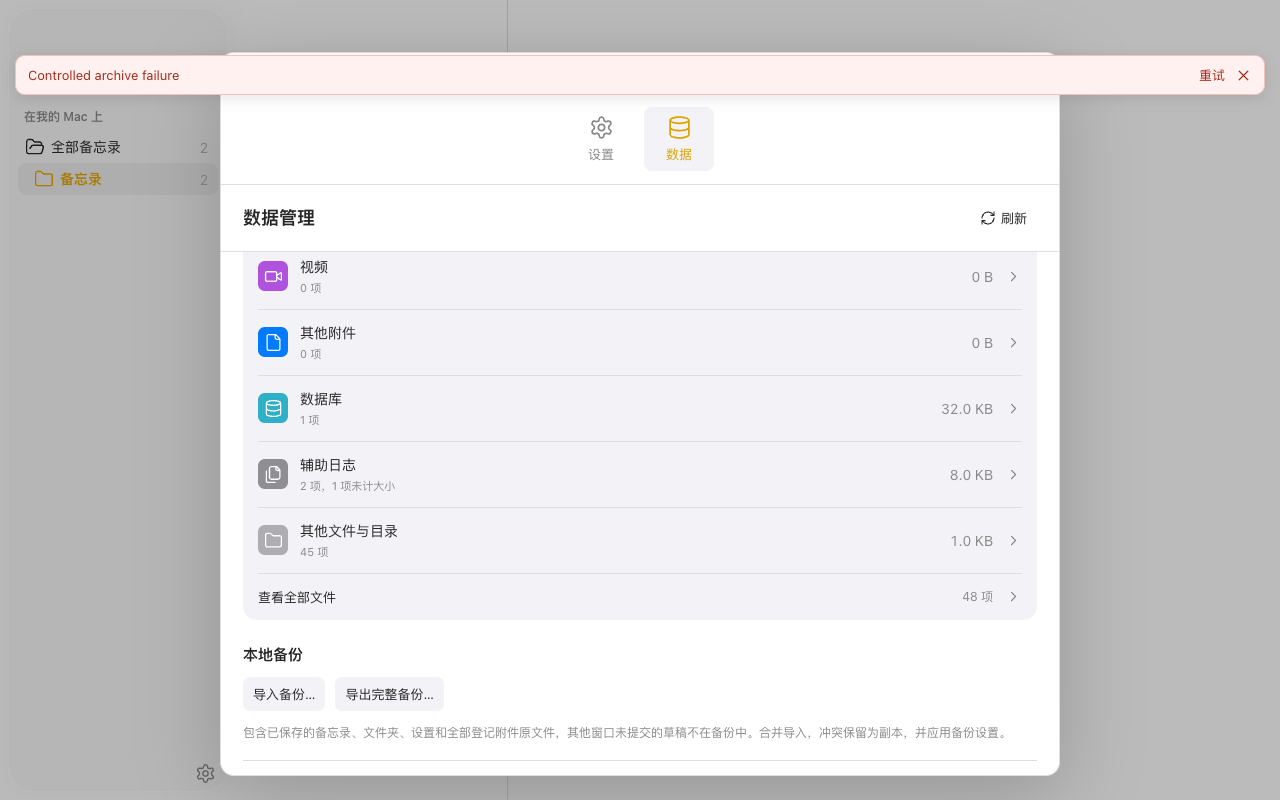 Controlled archive failure
重试
在我的 Mac 上
全部备忘录
2
备忘录
2
设置
数据
数据管理
刷新
视频
0 项
0 B
其他附件
0 项
0 B
数据库
1 项
32.0 KB
辅助日志
2 项，1 项未计大小
8.0 KB
其他文件与目录
45 项
1.0 KB
查看全部文件
48 项
本地备份
导入备份...
导出完整备份...
包含已保存的备忘录、文件夹、设置和全部登记附件原文件，其他窗口未提交的草稿不在备份中。合并导入，冲突保留为副本，并应用备份设置。